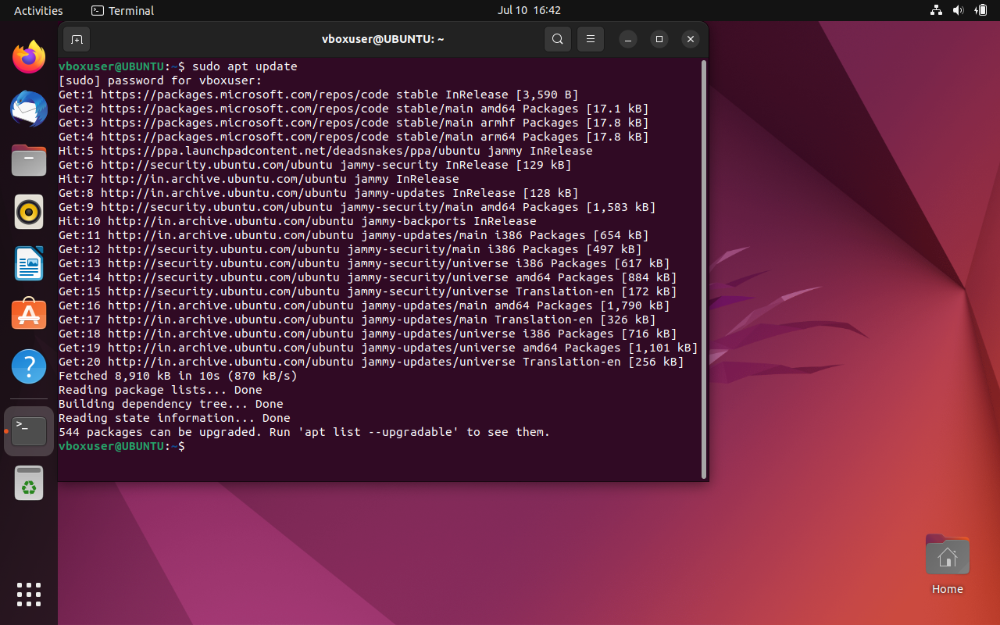 Activities
Terminal
Jul 10 16:42
vboxuser@UBUNTU: ~
vboxuser@UBUNTU:~$ sudo apt update
[sudo] password for vboxuser:
Get:1 https://packages.microsoft.com/repos/code stable InRelease [3,590 B]
Get:2 https://packages.microsoft.com/repos/code stable/main amd64 Packages [17.1 kB]
Get:3 https://packages.microsoft.com/repos/code stable/main armhf Packages [17.8 kB]
Get:4 https://packages.microsoft.com/repos/code stable/main arm64 Packages [17.8 kB]
Hit:5 https://ppa.launchpadcontent.net/deadsnakes/ppa/ubuntu jammy InRelease
Get:6 http://security.ubuntu.com/ubuntu jammy-security InRelease [129 kB]
Hit:7 http://in.archive.ubuntu.com/ubuntu jammy InRelease
Get:8 http://in.archive.ubuntu.com/ubuntu jammy-updates InRelease [128 kB]
Get:9 http://security.ubuntu.com/ubuntu jammy-security/main amd64 Packages [1,583 kB]
Hit:10 http://in.archive.ubuntu.com/ubuntu jammy-backports InRelease
Get:11 http://in.archive.ubuntu.com/ubuntu jammy-updates/main i386 Packages [654 kB]
Get:12 http://security.ubuntu.com/ubuntu jammy-security/main i386 Packages [497 kB]
Get:13 http://security.ubuntu.com/ubuntu jammy-security/universe i386 Packages [617 kB]
Get:14 http://security.ubuntu.com/ubuntu jammy-security/universe amd64 Packages [884 kB]
Get:15 http://security.ubuntu.com/ubuntu jammy-security/universe Translation-en [172 kB]
Get:16 http://in.archive.ubuntu.com/ubuntu jammy-updates/main amd64 Packages [1,790 kB]
Get:17 http://in.archive.ubuntu.com/ubuntu jammy-updates/main Translation-en [326 kB]
Get:18 http://in.archive.ubuntu.com/ubuntu jammy-updates/universe i386 Packages [716 kB]
Get:19 http://in.archive.ubuntu.com/ubuntu jammy-updates/universe amd64 Packages [1,101 kB]
Get:20 http://in.archive.ubuntu.com/ubuntu jammy-updates/universe Translation-en [256 kB]
Fetched 8,910 kB in 10s (870 kB/s)
Reading package lists... Done
Building dependency tree... Done
Reading state information... Done
544 packages can be upgraded. Run 'apt list --upgradable' to see them.
vboxuser@UBUNTU:~$
Home